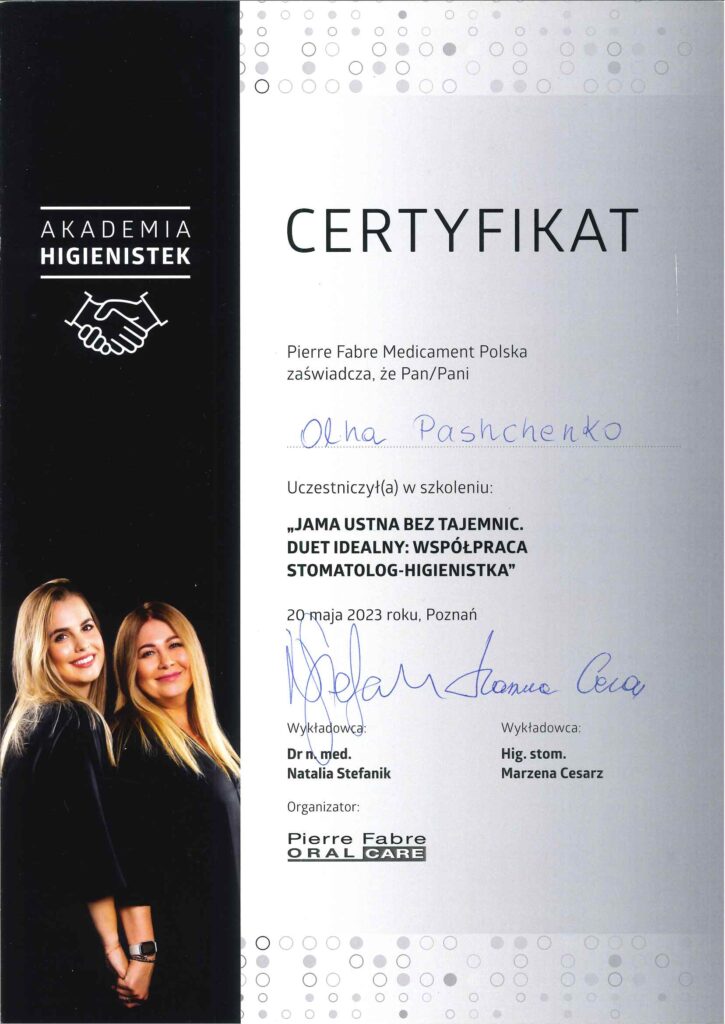 AKADEMIA
HIGIENISTEK
CERTYFIKAT
Pierre Fabre Medicament Polska
zaświadcza, że Pan/Pani
Olha Pashchenko
Uczestniczył(a) w szkoleniu:
„JAMA USTNA BEZ TAJEMNIC.
DUET IDEALNY: WSPÓŁPRACA
STOMATOLOG-HIGIENISTKA”
20 maja 2023 roku, Poznań
Wykładowca:
Dr n. med.
Natalia Stefanik
Wykładowca:
Hig. stom.
Marzena Cesarz
Organizator:
Pierre Fabre
ORAL CARE